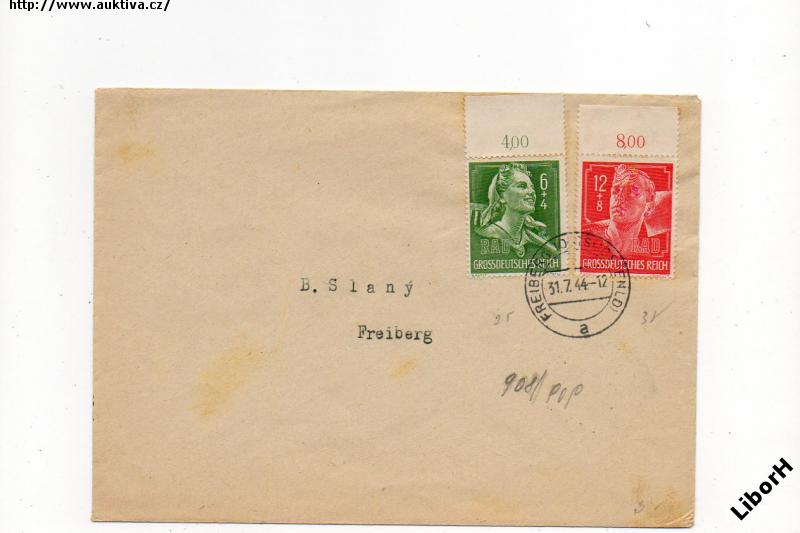 http://www.auktiva.cz/
4,00
8,00
6
+
4
12
+
8
RAD
RAD
GROSSDEUTSCHES REICH
GROSSDEUTSCHES REICH
31.7.44-12
a
B. Slaný
Freiberg
25
908/
LiborH